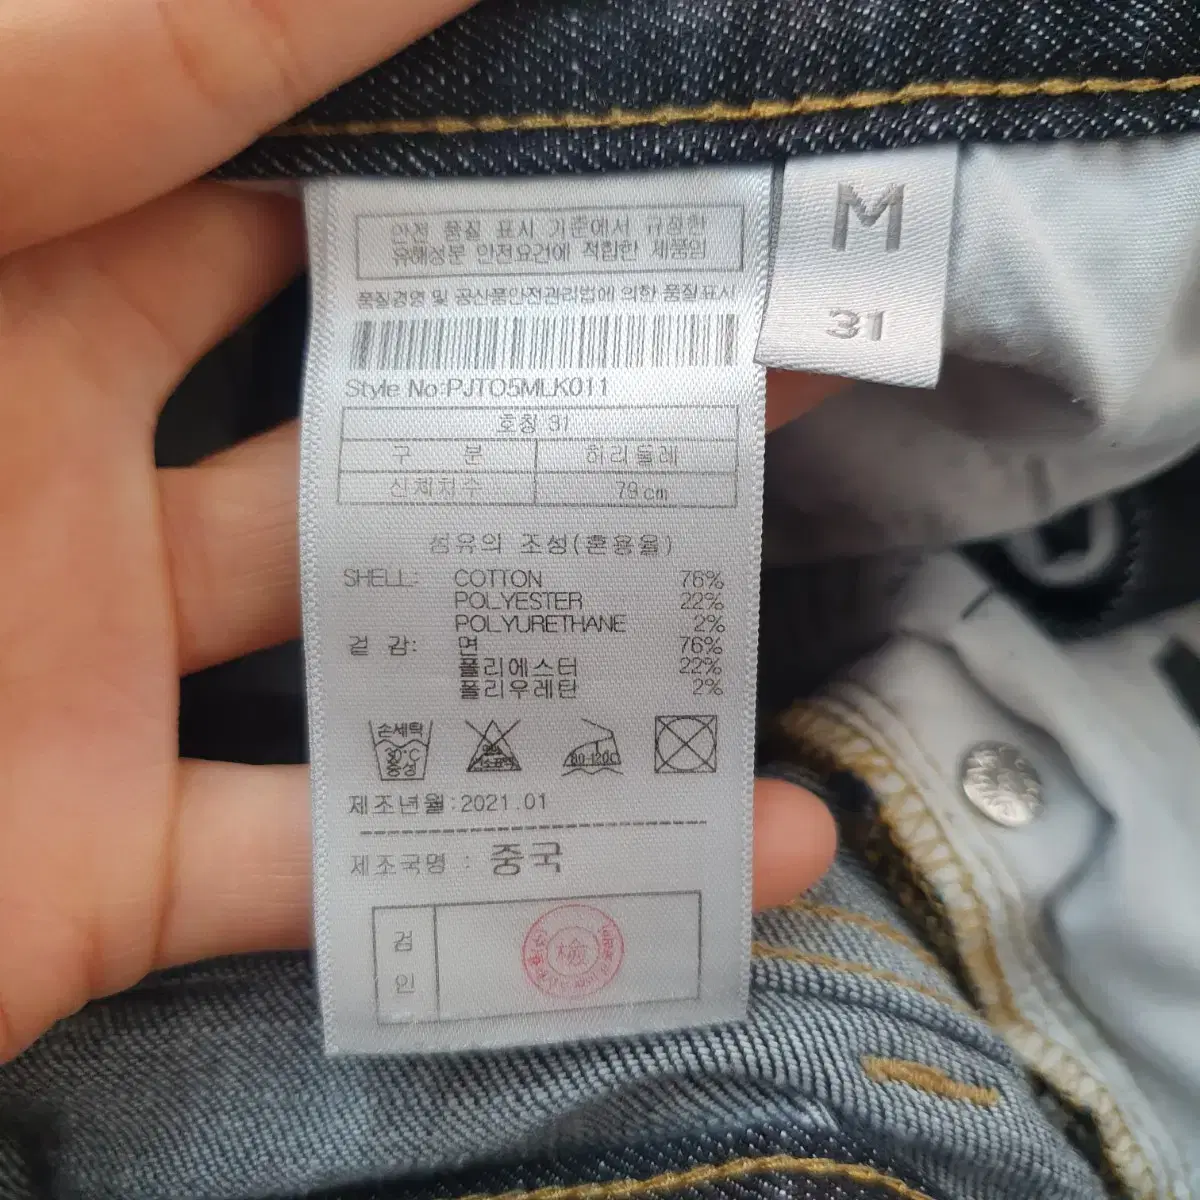 안전 품질 표시 기준에서 규정한
유해성분 안전요건에 적합한 제품임
품질경영 및 공산품안전관리법에 의한 품질표시
Style No:PJTO5MLK011
호칭 31
구 분 허리둘레
신체치수 79cm
섬유의 조성(혼용율)
SHELL: COTTON 76%
POLYESTER 22%
POLYURETHANE 2%
겉 감: 면 76%
폴리에스터 22%
폴리우레탄 2%
손세탁
중성
80-120℃
제조년월:2021.01
제조국명 : 중국
검
인
檢
M
31